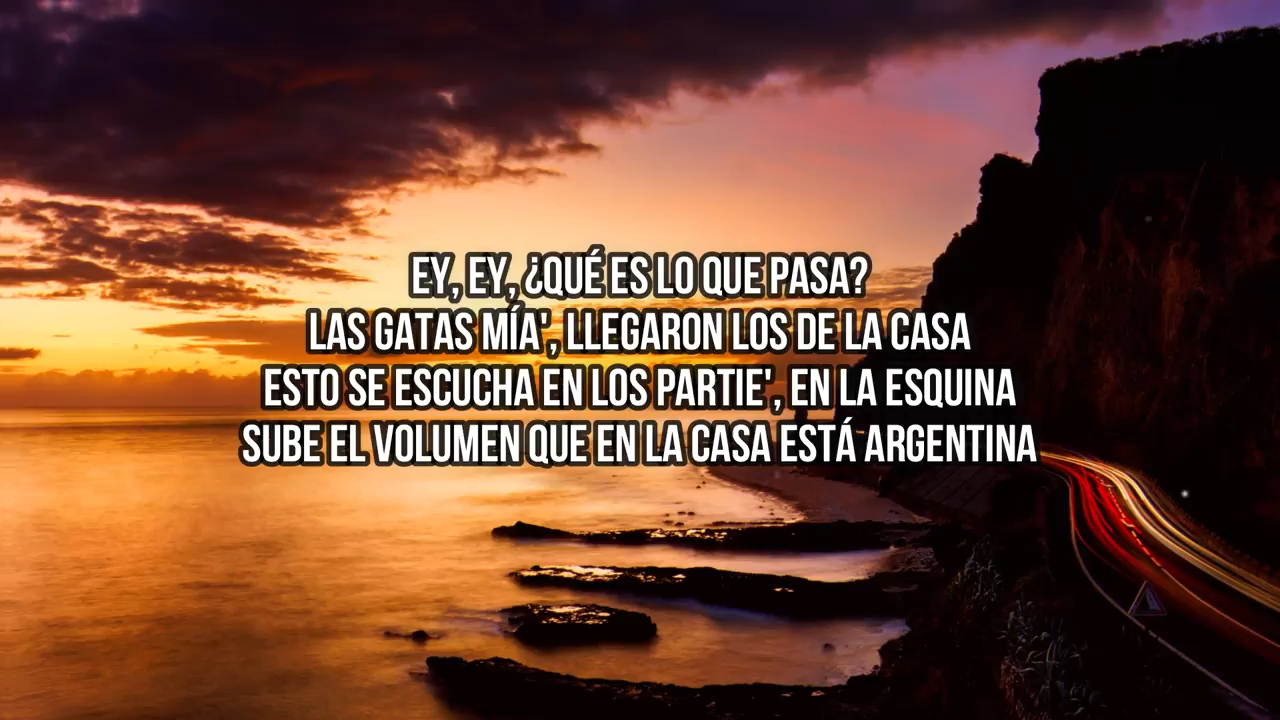 EY, EY, ¿QUÉ ES LO QUE PASA?
LAS GATAS MÍA', LLEGARON LOS DE LA CASA
ESTO SE ESCUCHA EN LOS PARTIE', EN LA ESQUINA
SUBE EL VOLUMEN QUE EN LA CASA ESTÁ ARGENTINA